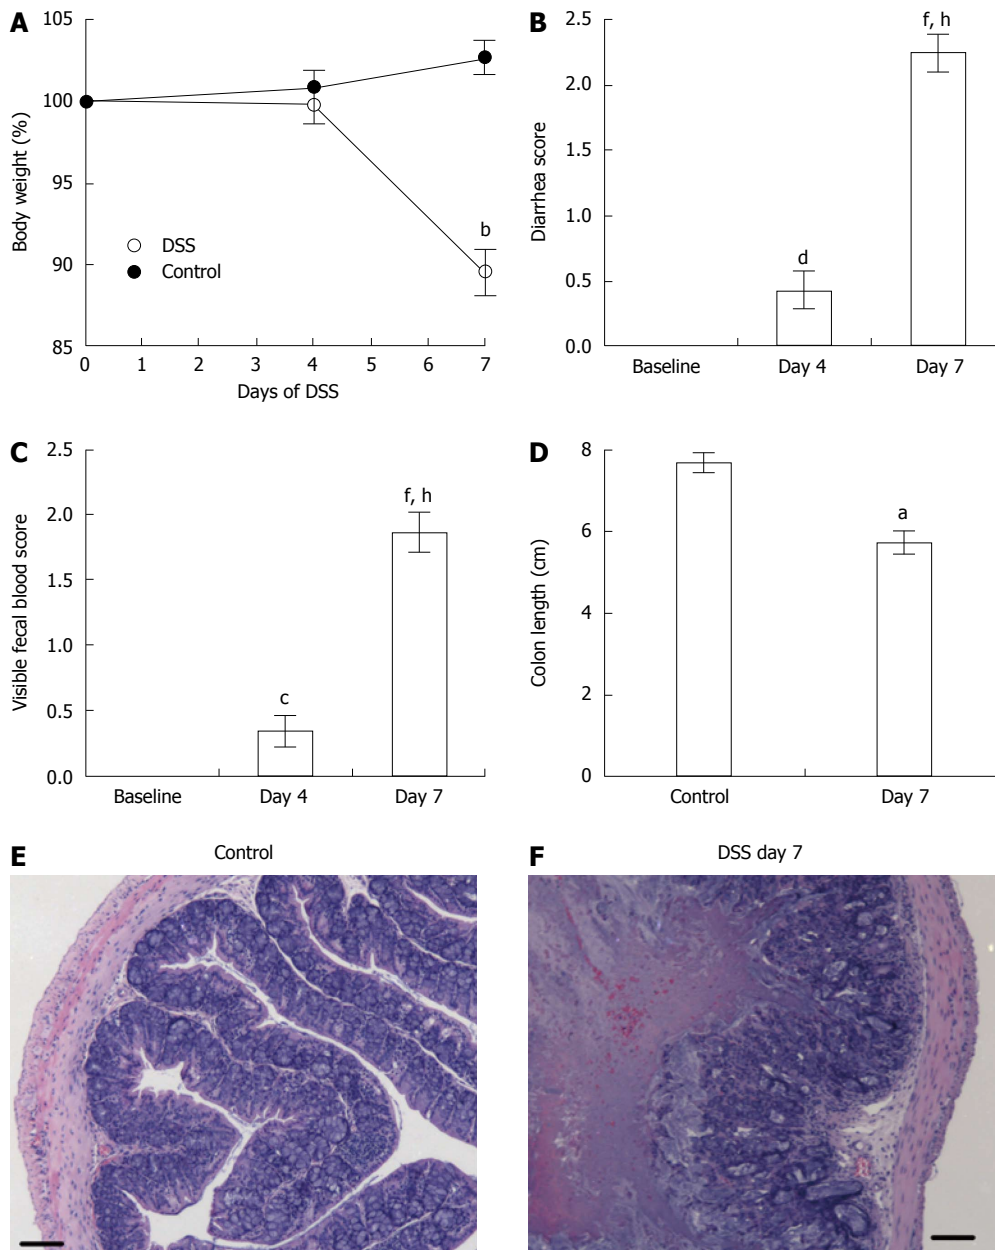 A
105
100
95
90
85
Body weight (%)
b
DSS
Control
0 1 2 3 4 5 6 7
Days of DSS
B
2.5
2.0
1.5
1.0
0.5
0.0
Diarrhea score
d
f, h
Baseline Day 4 Day 7
C
2.5
2.0
1.5
1.0
0.5
0.0
Visible fecal blood score
c
f, h
Baseline Day 4 Day 7
D
8
6
4
2
0
Colon length (cm)
a
Control Day 7
E Control
F DSS day 7